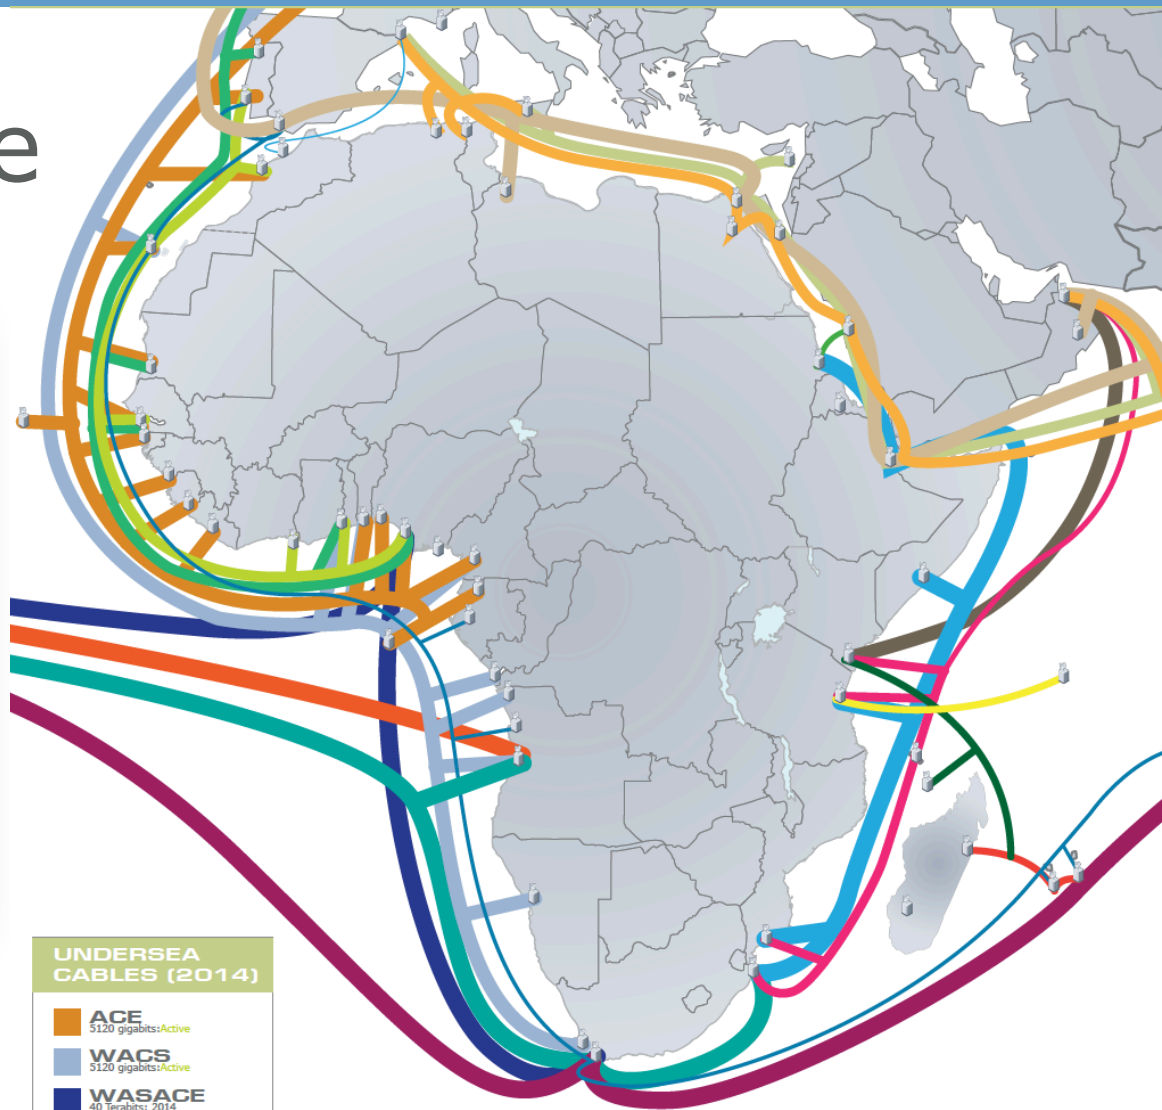 e
UNDERSEA
CABLES (2014)
ACE
5120 gigabits:Active
WACS
5120 gigabits:Active
WASACE
40 Terabits: 2014